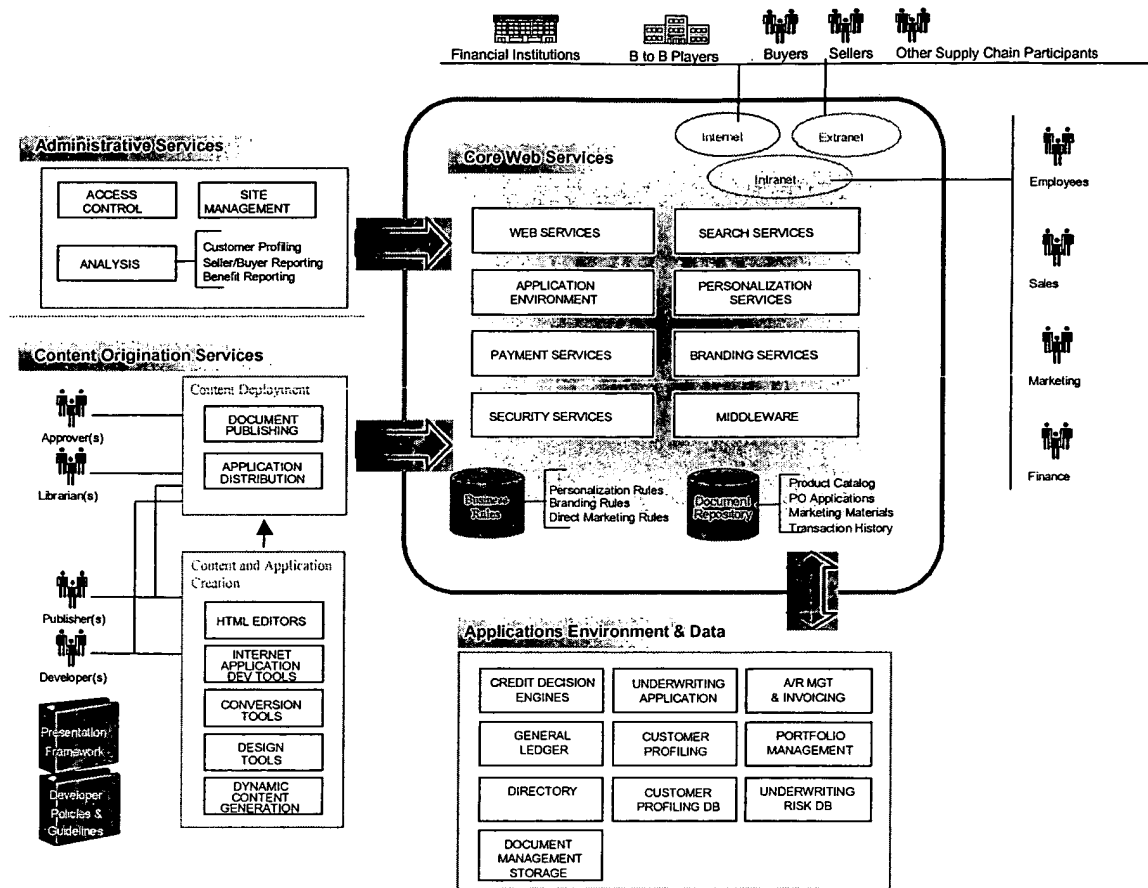 Financial Institutions
B to B Players
Buyers
Sellers
Other Supply Chain Participants
Internet
Extranet
Intranet
Employees
Sales
Marketing
Finance
Administrative Services
ACCESS
CONTROL
SITE
MANAGEMENT
ANALYSIS
Customer Profiling
Seller/Buyer Reporting
Benefit Reporting
Core Web Services
WEB SERVICES
SEARCH SERVICES
APPLICATION
ENVIRONMENT
PERSONALIZATION
SERVICES
PAYMENT SERVICES
BRANDING SERVICES
SECURITY SERVICES
MIDDLEWARE
Business
Rules
Personalization Rules
Branding Rules
Direct Marketing Rules
Document
Repository
Product Catalog
PO Applications
Marketing Materials
Transaction History
Content Origination Services
Approver(s)
Librarian(s)
Publisher(s)
Developer(s)
Content Deployment
DOCUMENT
PUBLISHING
APPLICATION
DISTRIBUTION
Content and Application
Creation
HTML EDITORS
INTERNET
APPLICATION
DEV TOOLS
CONVERSION
TOOLS
DESIGN
TOOLS
DYNAMIC
CONTENT
GENERATION
Presentation
Framework
Developer
Policies &
Guidelines
Applications Environment & Data
CREDIT DECISION
ENGINES
UNDERWRITING
APPLICATION
A/R MGT
& INVOICING
GENERAL
LEDGER
CUSTOMER
PROFILING
PORTFOLIO
MANAGEMENT
DIRECTORY
CUSTOMER
PROFILING DB
UNDERWRITING
RISK DB
DOCUMENT
MANAGEMENT
STORAGE